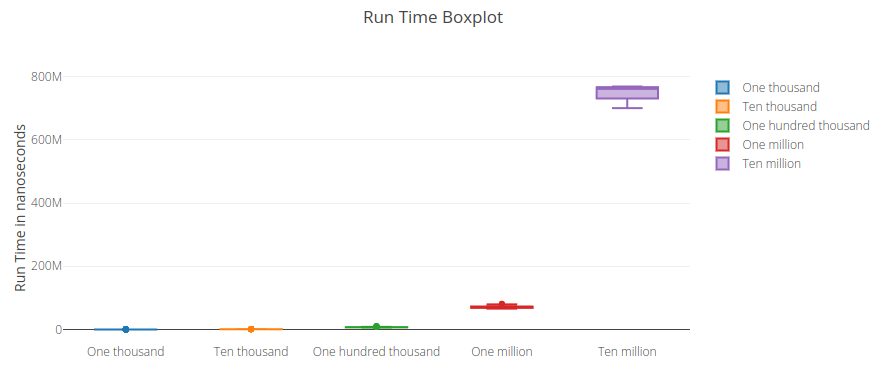 Run Time Boxplot
Run Time in nanoseconds
800M
600M
400M
200M
0
One thousand
Ten thousand
One hundred thousand
One million
Ten million
One thousand
Ten thousand
One hundred thousand
One million
Ten million